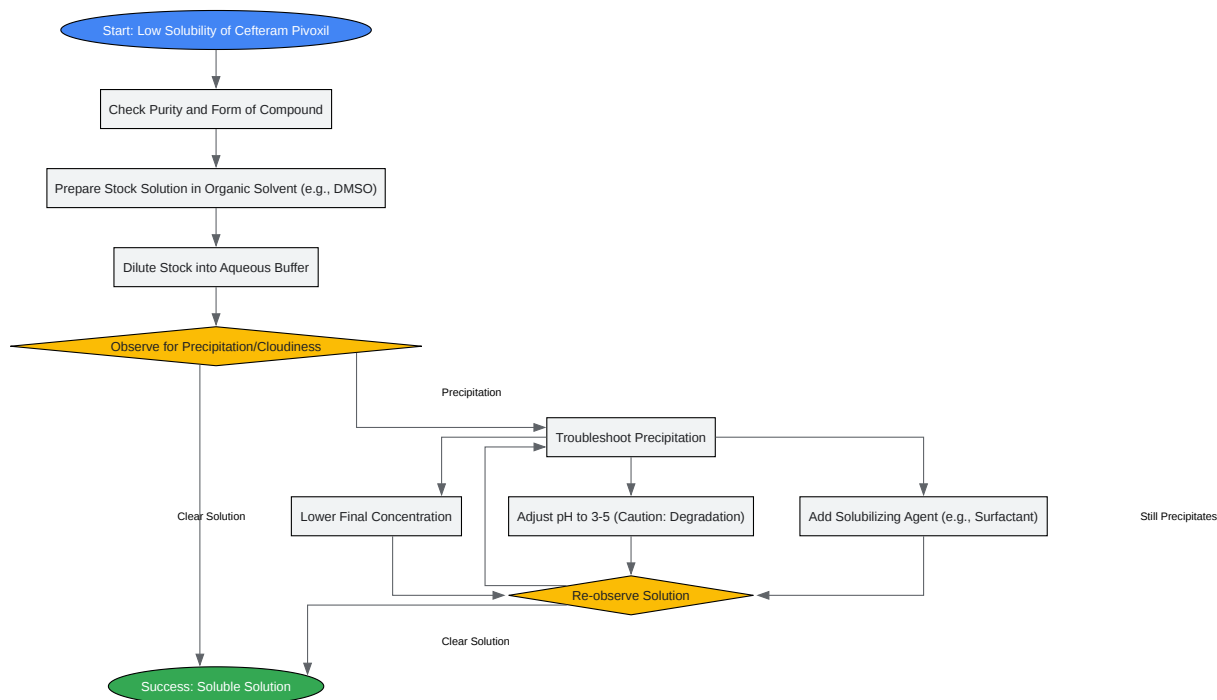 Start: Low Solubility of Cefteram Pivoxil
Check Purity and Form of Compound
Prepare Stock Solution in Organic Solvent (e.g., DMSO)
Dilute Stock into Aqueous Buffer
Observe for Precipitation/Cloudiness
Precipitation
Troubleshoot Precipitation
Clear Solution
Lower Final Concentration
Adjust pH to 3-5 (Caution: Degradation)
Add Solubilizing Agent (e.g., Surfactant)
Still Precipitates
Re-observe Solution
Clear Solution
Success: Soluble Solution